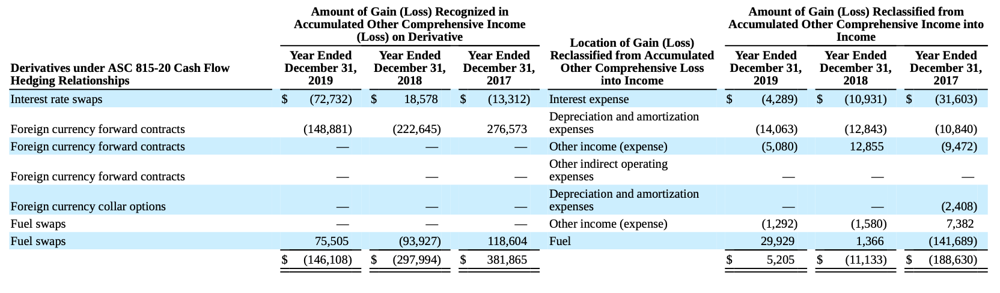 Amount of Gain (Loss) Recognized in
Accumulated Other Comprehensive Income
(Loss) on Derivative
Amount of Gain (Loss) Reclassified from
Accumulated Other Comprehensive Income into
Income
Derivatives under ASC 815-20 Cash Flow
Hedging Relationships
Year Ended
December 31,
2019
Year Ended
December 31,
2018
Year Ended
December 31,
2017
Location of Gain (Loss)
Reclassified from Accumulated
Other Comprehensive Loss
into Income
Year Ended
December 31,
2019
Year Ended
December 31,
2018
Year Ended
December 31,
2017
Interest rate swaps $ (72,732) $ 18,578 $ (13,312) Interest expense $ (4,289) $ (10,931) $ (31,603)
Depreciation and amortization
Foreign currency forward contracts (148,881) (222,645) 276,573 expenses (14,063) (12,843) (10,840)
Foreign currency forward contracts — — — Other income (expense) (5,080) 12,855 (9,472)
Other indirect operating
Foreign currency forward contracts — — — expenses — — —
Depreciation and amortization
Foreign currency collar options — — — expenses — — (2,408)
Fuel swaps — — — Other income (expense) (1,292) (1,580) 7,382
Fuel swaps 75,505 (93,927) 118,604 Fuel 29,929 1,366 (141,689)
$ (146,108) $ (297,994) $ 381,865 $ 5,205 $ (11,133) $ (188,630)